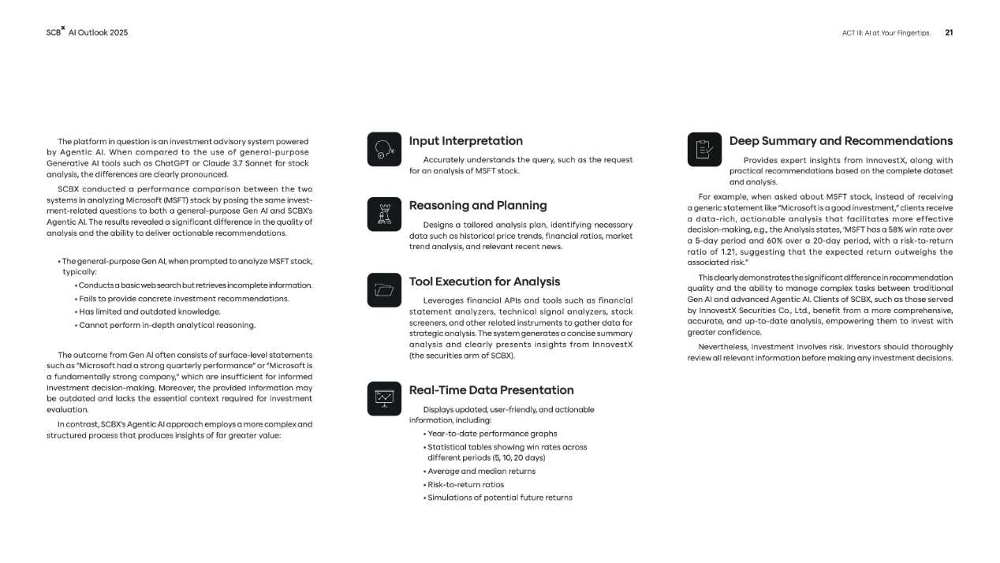 SCBx AI Outlook 2025
ACT III: AI at Your Fingertips. 21
The platform in question is an investment advisory system powered
by Agentic AI. When compared to the use of general-purpose
Generative AI tools such as ChatGPT or Claude 3.7 Sonnet for stock
analysis, the differences are clearly pronounced.
SCBX conducted a performance comparison between the two
systems in analyzing Microsoft (MSFT) stock by posing the same invest-
ment-related questions to both a general-purpose Gen AI and SCBX's
Agentic AI. The results revealed a significant difference in the quality of
analysis and the ability to deliver actionable recommendations.
▪ The general-purpose Gen AI, when prompted to analyze MSFT stock,
typically:
▪ Conducts a basic web search but retrieves incomplete information.
▪ Fails to provide concrete investment recommendations.
▪ Has limited and outdated knowledge.
▪ Cannot perform in-depth analytical reasoning.
The outcome from Gen AI often consists of surface-level statements
such as "Microsoft had a strong quarterly performance" or "Microsoft is
a fundamentally strong company," which are insufficient for informed
investment decision-making. Moreover, the provided information may
be outdated and lacks the essential context required for investment
evaluation.
In contrast, SCBX's Agentic AI approach employs a more complex and
structured process that produces insights of far greater value:
Input Interpretation
Accurately understands the query, such as the request
for an analysis of MSFT stock.
Reasoning and Planning
Designs a tailored analysis plan, identifying necessary
data such as historical price trends, financial ratios, market
trend analysis, and relevant recent news.
Tool Execution for Analysis
Leverages financial APIs and tools such as financial
statement analyzers, technical signal analyzers, stock
screeners, and other related instruments to gather data for
strategic analysis. The system generates a concise summary
analysis and clearly presents insights from InnovestX
(the securities arm of SCBX).
Real-Time Data Presentation
Displays updated, user-friendly, and actionable
information, including:
▪ Year-to-date performance graphs
▪ Statistical tables showing win rates across
different periods (5, 10, 20 days)
▪ Average and median returns
▪ Risk-to-return ratios
▪ Simulations of potential future returns
Deep Summary and Recommendations
Provides expert insights from InnovestX, along with
practical recommendations based on the complete dataset
and analysis.
For example, when asked about MSFT stock, instead of receiving
a generic statement like "Microsoft is a good investment," clients receive
a data-rich, actionable analysis that facilitates more effective
decision-making, e.g., the Analysis states, 'MSFT has a 58% win rate over
a 5-day period and 60% over a 20-day period, with a risk-to-return
ratio of 1.21, suggesting that the expected return outweighs the
associated risk."
This clearly demonstrates the significant difference in recommendation
quality and the ability to manage complex tasks between traditional
Gen AI and advanced Agentic AI. Clients of SCBX, such as those served
by InnovestX Securities Co., Ltd., benefit from a more comprehensive,
accurate, and up-to-date analysis, empowering them to invest with
greater confidence.
Nevertheless, investment involves risk. Investors should thoroughly
review all relevant information before making any investment decisions.